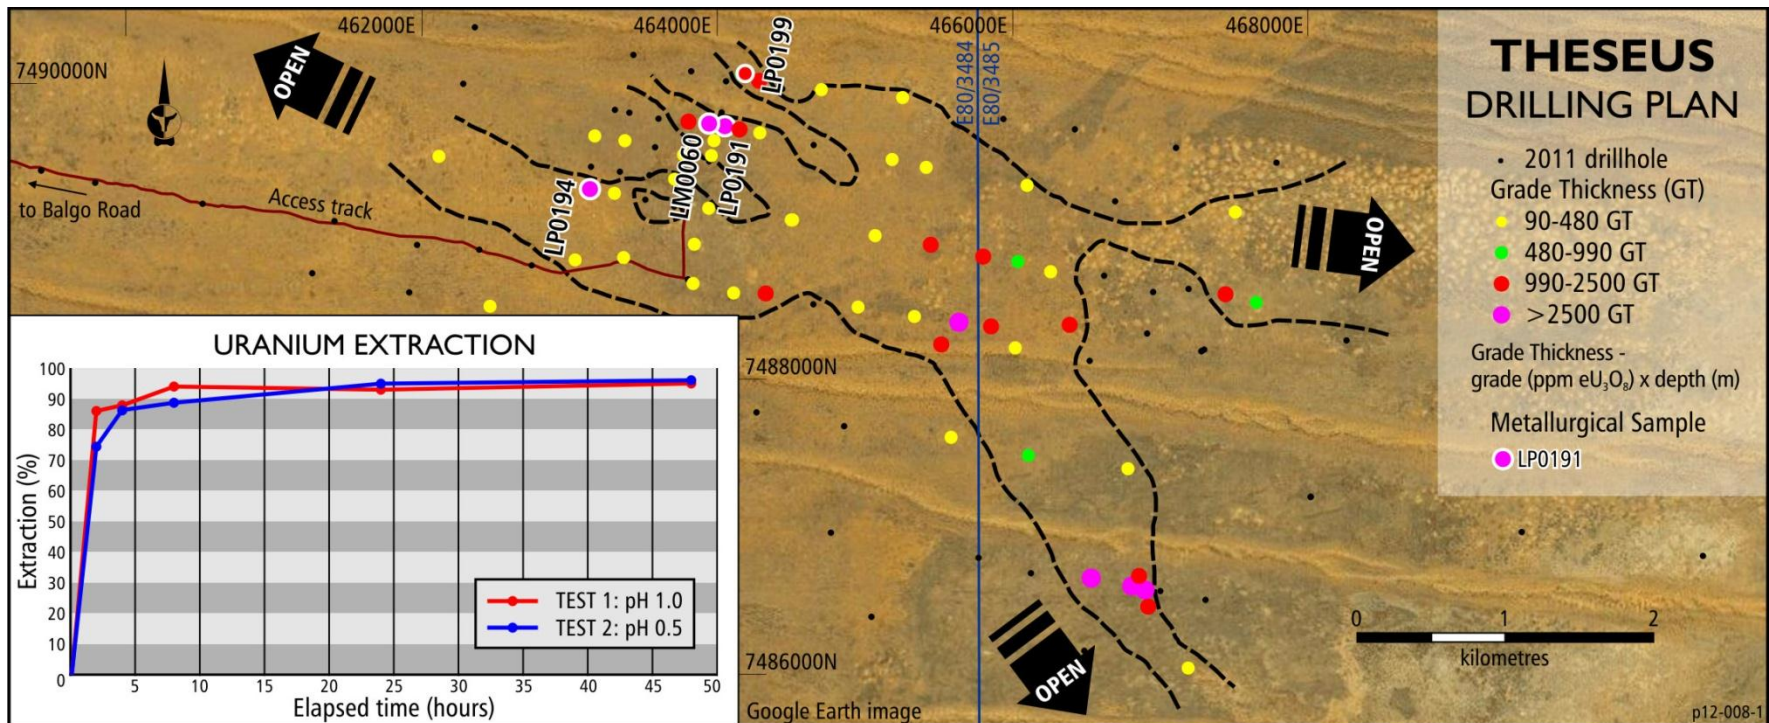 462000E
464000E
466000E
468000E
7490000N
OPEN
LP0199
E80/3484
E80/3485
THESEUS
DRILLING PLAN
2011 drillhole
Grade Thickness (GT)
90-480 GT
480-990 GT
990-2500 GT
>2500 GT
Grade Thickness -
grade (ppm eU₃O₈) x depth (m)
Metallurgical Sample
LP0191
to Balgo Road
Access track
LP0194
LM0060
LP0191
OPEN
7488000N
URANIUM EXTRACTION
Extraction (%)
100
90
80
70
60
50
40
30
20
10
0
5
10
15
20
25
30
35
40
45
50
Elapsed time (hours)
TEST 1: pH 1.0
TEST 2: pH 0.5
7486000N
OPEN
0
1
2
kilometres
Google Earth image
p12-008-1